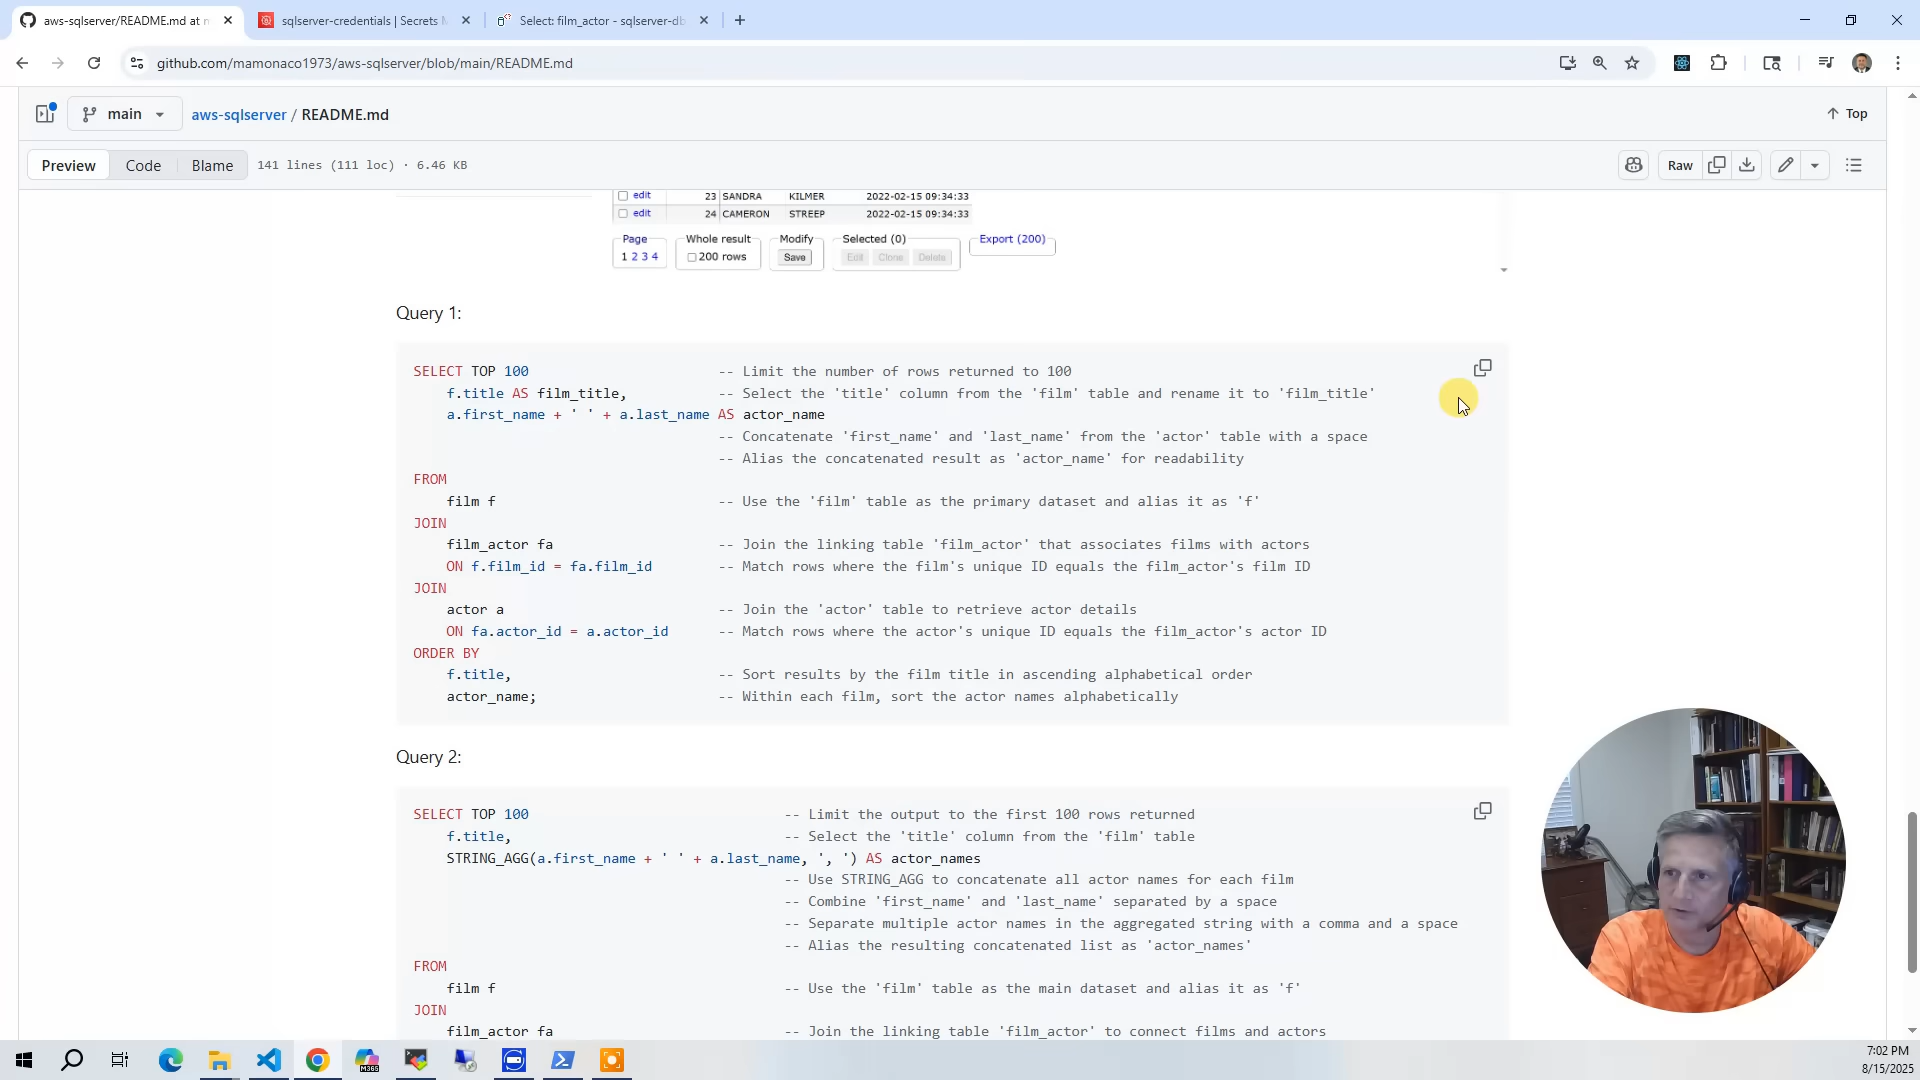 aws-sqlserver/README.md at m
sqlserver-credentials | Secrets M
Select: film_actor - sqlserver-db
github.com/mamonaco1973/aws-sqlserver/blob/main/README.md
main
aws-sqlserver / README.md
Top
Preview Code Blame 141 lines (111 loc) · 6.46 KB
Raw
edit 23 SANDRA KILMER 2022-02-15 09:34:33
edit 24 CAMERON STREEP 2022-02-15 09:34:33
Page Whole result Modify Selected (0) Export (200)
1 2 3 4 200 rows Save Edit Clone Delete
Query 1:
SELECT TOP 100 -- Limit the number of rows returned to 100
f.title AS film_title, -- Select the 'title' column from the 'film' table and rename it to 'film_title'
a.first_name + ' ' + a.last_name AS actor_name
-- Concatenate 'first_name' and 'last_name' from the 'actor' table with a space
-- Alias the concatenated result as 'actor_name' for readability
FROM
film f -- Use the 'film' table as the primary dataset and alias it as 'f'
JOIN
film_actor fa -- Join the linking table 'film_actor' that associates films with actors
ON f.film_id = fa.film_id -- Match rows where the film's unique ID equals the film_actor's film ID
JOIN
actor a -- Join the 'actor' table to retrieve actor details
ON fa.actor_id = a.actor_id -- Match rows where the actor's unique ID equals the film_actor's actor ID
ORDER BY
f.title, -- Sort results by the film title in ascending alphabetical order
actor_name; -- Within each film, sort the actor names alphabetically
Query 2:
SELECT TOP 100 -- Limit the output to the first 100 rows returned
f.title, -- Select the 'title' column from the 'film' table
STRING_AGG(a.first_name + ' ' + a.last_name, ', ') AS actor_names
-- Use STRING_AGG to concatenate all actor names for each film
-- Combine 'first_name' and 'last_name' separated by a space
-- Separate multiple actor names in the aggregated string with a comma and a space
-- Alias the resulting concatenated list as 'actor_names'
FROM
film f -- Use the 'film' table as the main dataset and alias it as 'f'
JOIN
film_actor fa -- Join the linking table 'film_actor' to connect films and actors
M365
7:02 PM
8/15/2025